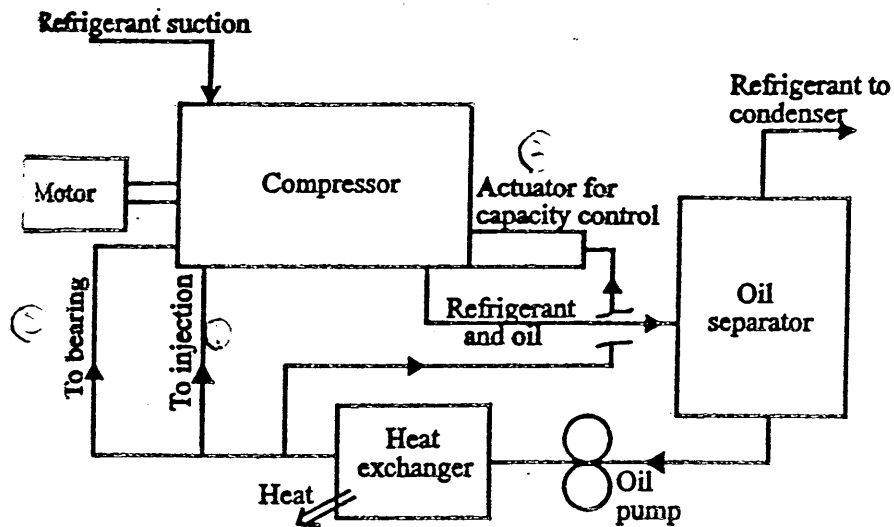 Refrigerant suction
Refrigerant to
condenser
Motor
Compressor
Actuator for
capacity control
To bearing
To injection
Refrigerant
and oil
Oil
separator
Heat
exchanger
Heat
Oil
pump